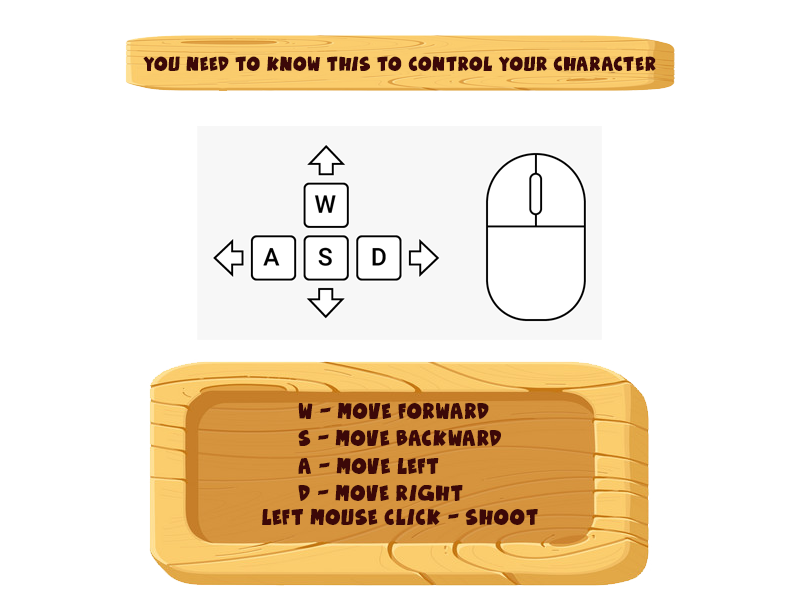 YOU NEED TO KNOW THIS TO CONTROL YOUR CHARACTER
W
A S D
W - MOVE FORWARD
S - MOVE BACKWARD
A - MOVE LEFT
D - MOVE RIGHT
LEFT MOUSE CLICK - SHOOT